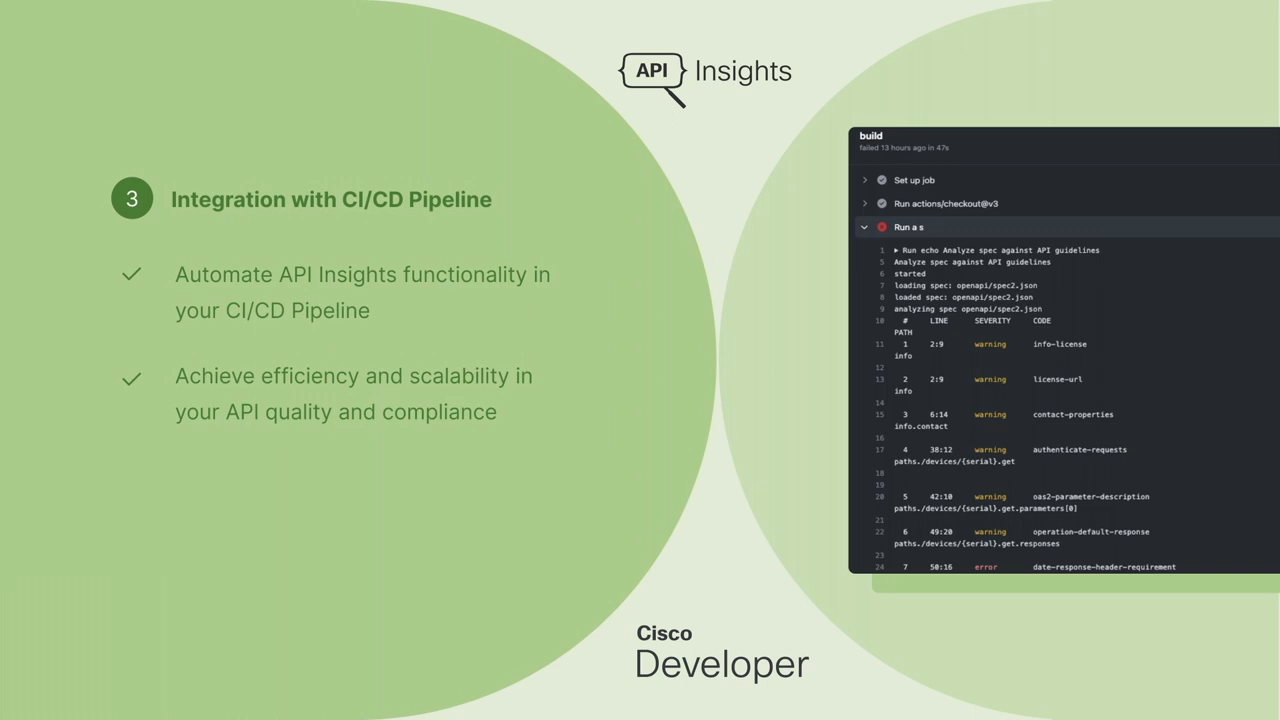 {API} Insights
3 Integration with CI/CD Pipeline
Automate API Insights functionality in
your CI/CD Pipeline
Achieve efficiency and scalability in
your API quality and compliance
build
failed 13 hours ago in 47s
Set up job
Run actions/checkout@v3
Run a s
1 ▶ Run echo Analyze spec against API guidelines
5 Analyze spec against API guidelines
6 started
7 loading spec: openapi/spec2.json
8 loaded spec: openapi/spec2.json
9 analyzing spec openapi/spec2.json
10 # LINE SEVERITY CODE
PATH
11 1 2:9 warning info-license
info
12
13 2 2:9 warning license-url
info
14
15 3 6:14 warning contact-properties
info.contact
16
17 4 38:12 warning authenticate-requests
paths./devices/{serial}.get
18
19
20 5 42:10 warning oas2-parameter-description
paths./devices/{serial}.get.parameters[0]
21
22 6 49:20 warning operation-default-response
paths./devices/{serial}.get.responses
23
24 7 50:16 error date-response-header-requirement
Cisco
Developer